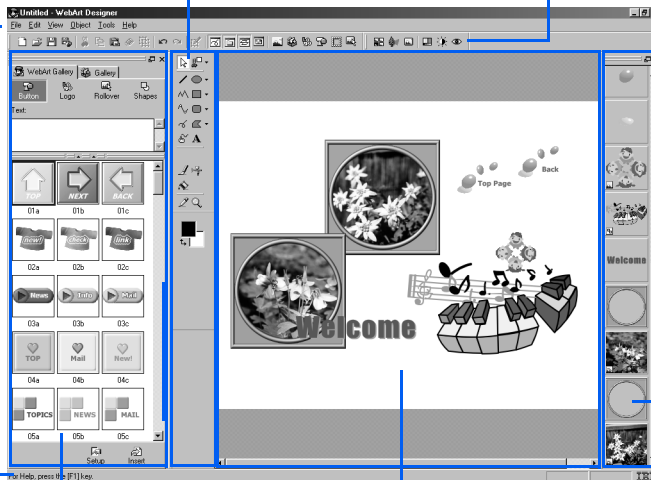 Untitled - WebArt Designer
File Edit View Object Tools Help
WebArt Gallery Gallery
Button Logo Rollover Shapes
Text:
TOP NEXT BACK
01a 01b 01c
new! check link
02a 02b 02c
News Info Mail
03a 03b 03c
TOP Mail New!
04a 04b 04c
TOPICS NEWS MAIL
05a 05b 05c
Setup Insert
A
Top Page
Back
Welcome
Welcome
For Help, press the [F1] key.